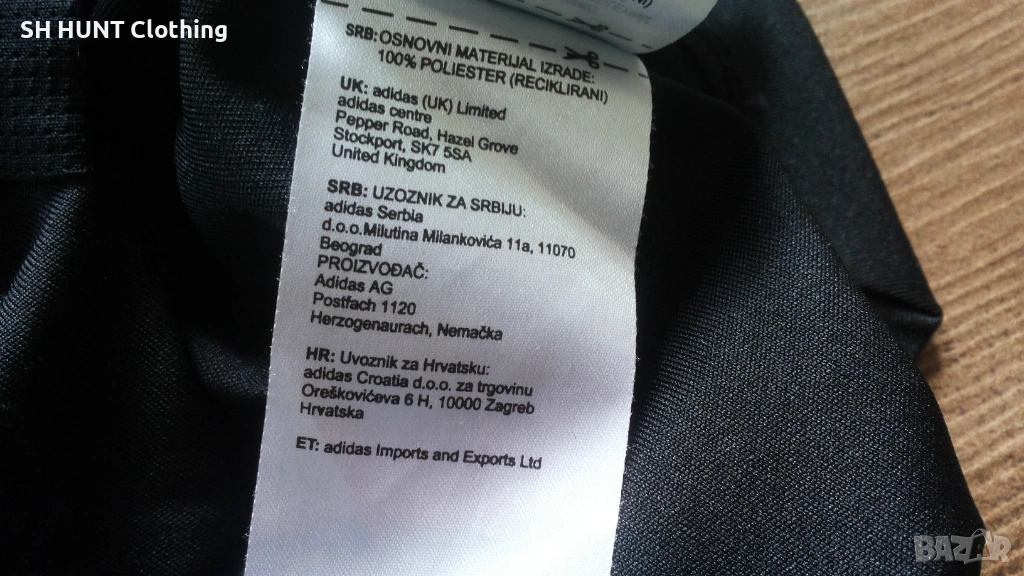 SH HUNT Clothing
SRB: OSNOVNI MATERIJAL IZRADE:
100% POLIESTER (RECIKLIRANI)
UK: adidas (UK) Limited
adidas centre
Pepper Road, Hazel Grove
Stockport, SK7 5SA
United Kingdom
SRB: UZOZNIK ZA SRBIJU:
adidas Serbia
d.o.o.Milutina Milankovića 11a, 11070
Beograd
PROIZVOĐAČ:
Adidas AG
Postfach 1120
Herzogenaurach, Nemačka
HR: Uvoznik za Hrvatsku:
adidas Croatia d.o.o. za trgovinu
Oreškovićeva 6 H, 10000 Zagreb
Hrvatska
ET: adidas Imports and Exports Ltd
BAZAR